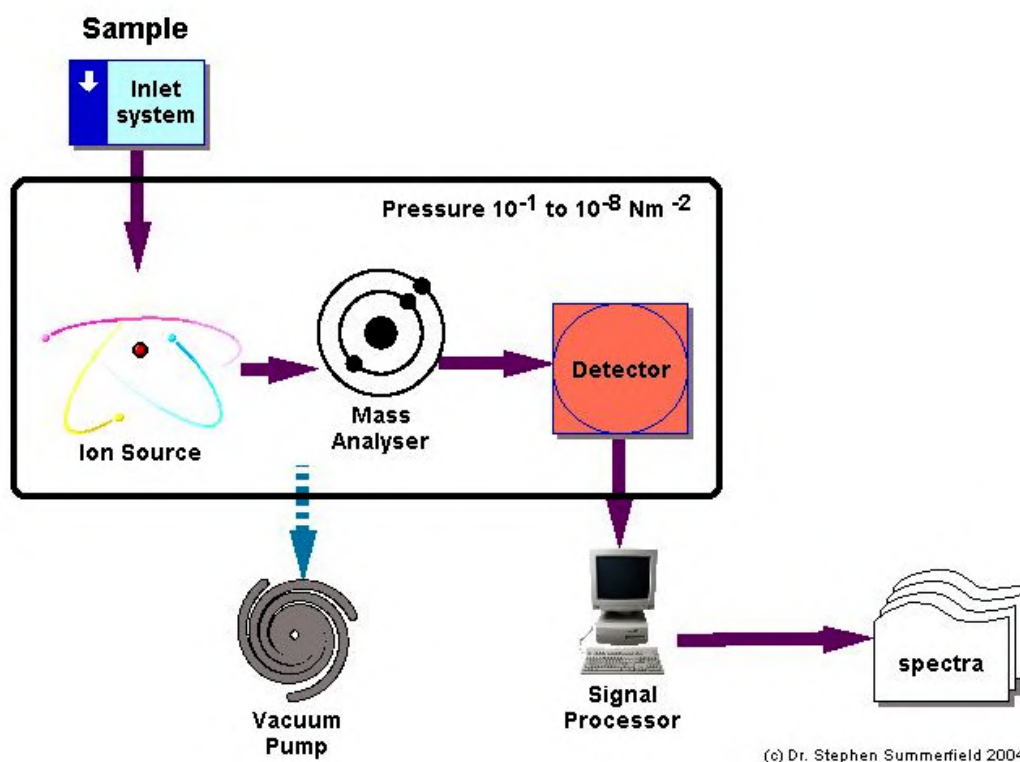 Sample
Inlet
system
Pressure 10⁻¹ to 10⁻⁸ Nm ⁻²
Ion Source
Mass
Analyser
Detector
Vacuum
Pump
Signal
Processor
spectra
(c) Dr. Stephen Summerfield 2004